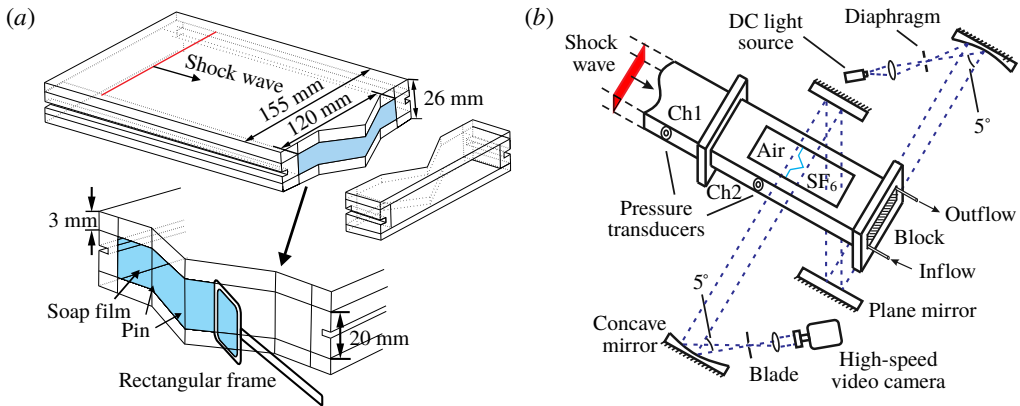 (a)
Shock wave
155 mm
120 mm
26 mm
3 mm
Soap film
Pin
20 mm
Rectangular frame
(b)
DC light
source
Diaphragm
Shock
wave
Ch1
5°
Air
SF6
Ch2
Pressure
transducers
Outflow
Block
Inflow
5°
Plane mirror
Concave
mirror
Blade
High-speed
video camera